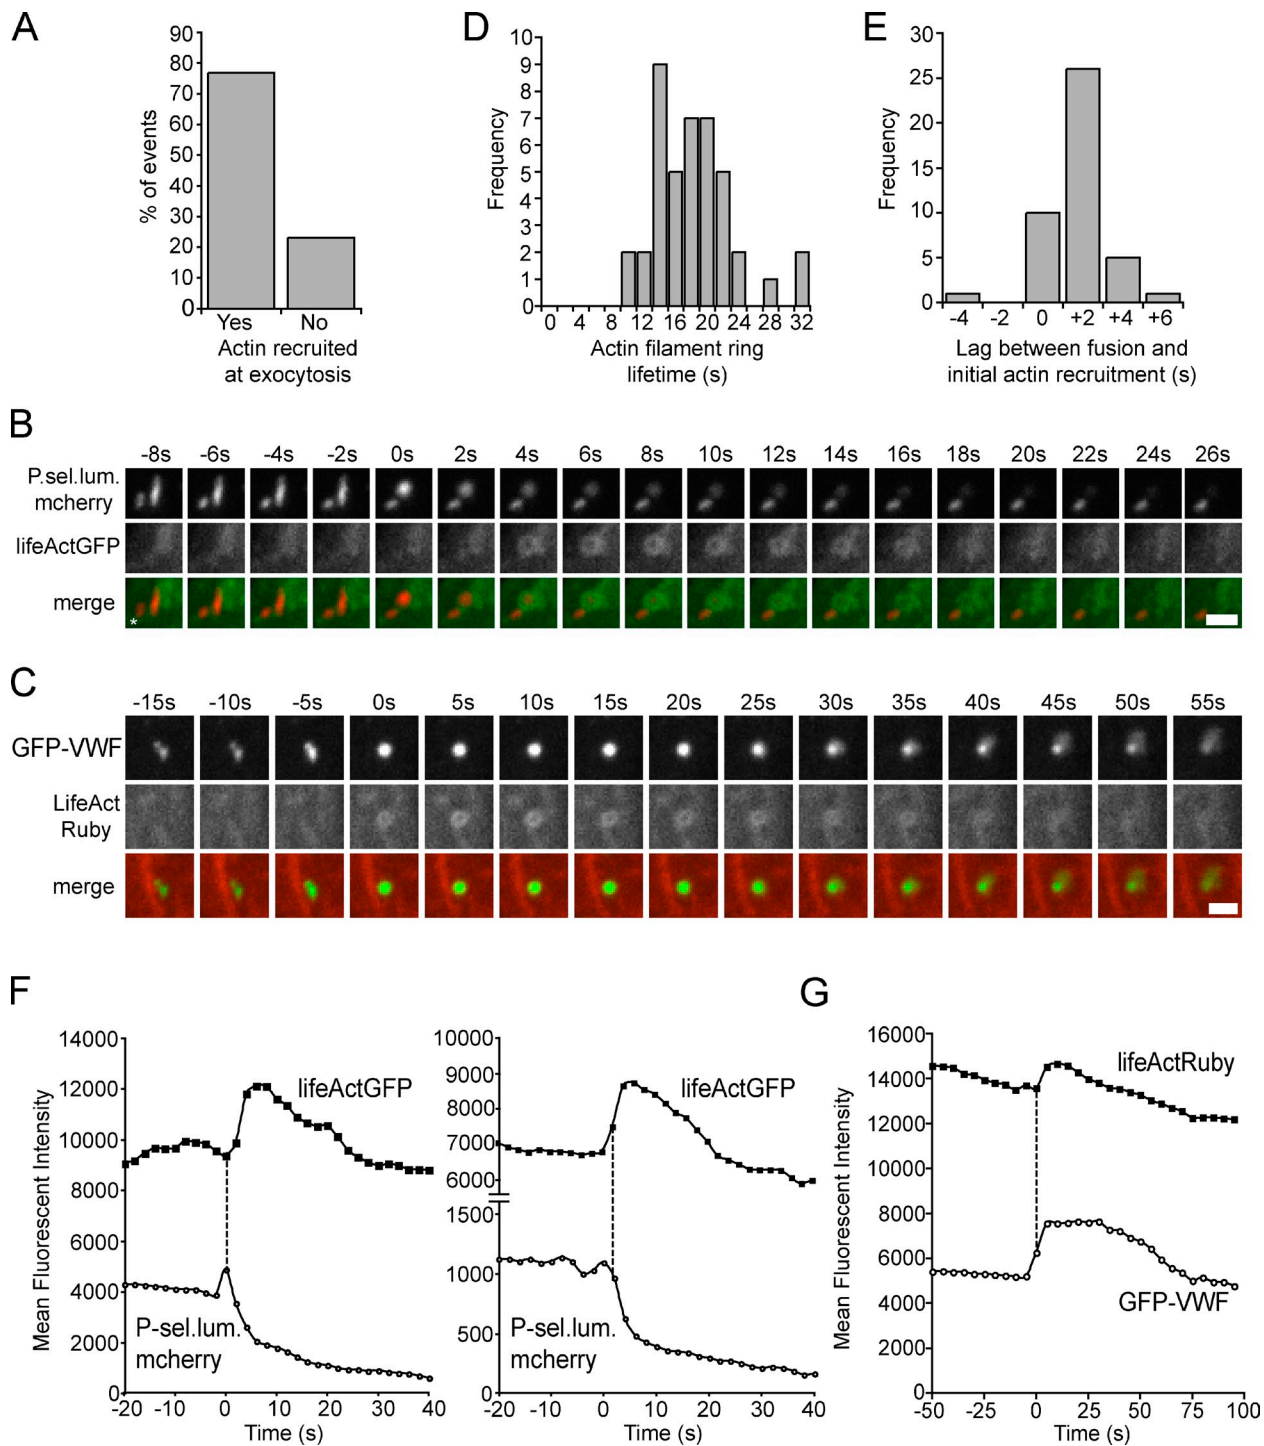 A
90
80
70
60
50
40
30
20
10
0
% of events
Yes No
Actin recruited
at exocytosis
D
10
9
8
7
6
5
4
3
2
1
0
Frequency
0 4 8 12 16 20 24 28 32
Actin filament ring
lifetime (s)
E
30
25
20
15
10
5
0
Frequency
-4 -2 0 +2 +4 +6
Lag between fusion and
initial actin recruitment (s)
B
-8s -6s -4s -2s 0s 2s 4s 6s 8s 10s 12s 14s 16s 18s 20s 22s 24s 26s
P.sel.lum.
mcherry
lifeActGFP
merge
*
C
-15s -10s -5s 0s 5s 10s 15s 20s 25s 30s 35s 40s 45s 50s 55s
GFP-VWF
LifeAct
Ruby
merge
F
14000
12000
10000
8000
6000
4000
2000
0
Mean Fluorescent Intensity
lifeActGFP
P-sel.lum.
mcherry
-20 -10 0 10 20 30 40
Time (s)
10000
9000
8000
7000
6000
1500
1000
500
0
lifeActGFP
P-sel.lum.
mcherry
-20 -10 0 10 20 30 40
Time (s)
G
16000
14000
12000
10000
8000
6000
4000
2000
0
Mean Fluorescent Intensity
lifeActRuby
GFP-VWF
-50 -25 0 25 50 75 100
Time (s)